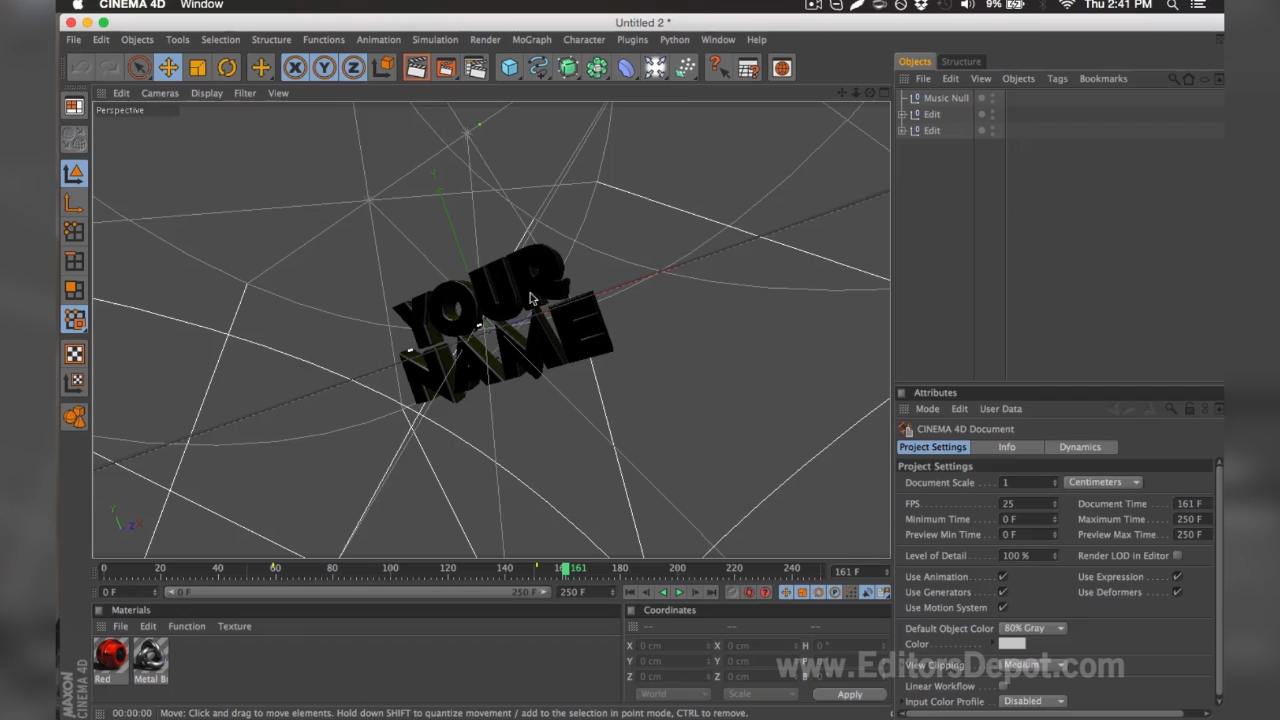 CINEMA 4D Window 9% Thu 2:41 PM
Untitled 2 *
File Edit Objects Tools Selection Structure Functions Animation Simulation Render MoGraph Character Plugins Python Window Help
Objects Structure
Edit Cameras Display Filter View
File Edit View Objects Tags Bookmarks
Perspective
Music Null
Edit
Edit
YOUR
NAME
Attributes
Mode Edit User Data
CINEMA 4D Document
Project Settings Info Dynamics
Project Settings
Document Scale 1 Centimeters
FPS 25 Document Time 161 F
Minimum Time 0 F Maximum Time 250 F
Preview Min Time 0 F Preview Max Time 250 F
Level of Detail 100 % Render LOD in Editor
Use Animation Use Expression
Use Generators Use Deformers
Use Motion System
Default Object Color 80% Gray
Color
View Clipping Medium
Linear Workflow
Input Color Profile Disabled
0 20 40 60 80 100 120 140 161 180 200 220 240 161 F
0 F 0 F 250 F 250 F
Materials
File Edit Function Texture
Red Metal Br
Coordinates
-- -- --
X 0 cm X 0 cm H 0 °
Y 0 cm Y 0 cm P
Z 0 cm Z 0 cm B
World Scale Apply
www.EditorsDepot.com
MAXON CINEMA 4D
00:00:00 Move: Click and drag to move elements. Hold down SHIFT to quantize movement / add to the selection in point mode, CTRL to remove.